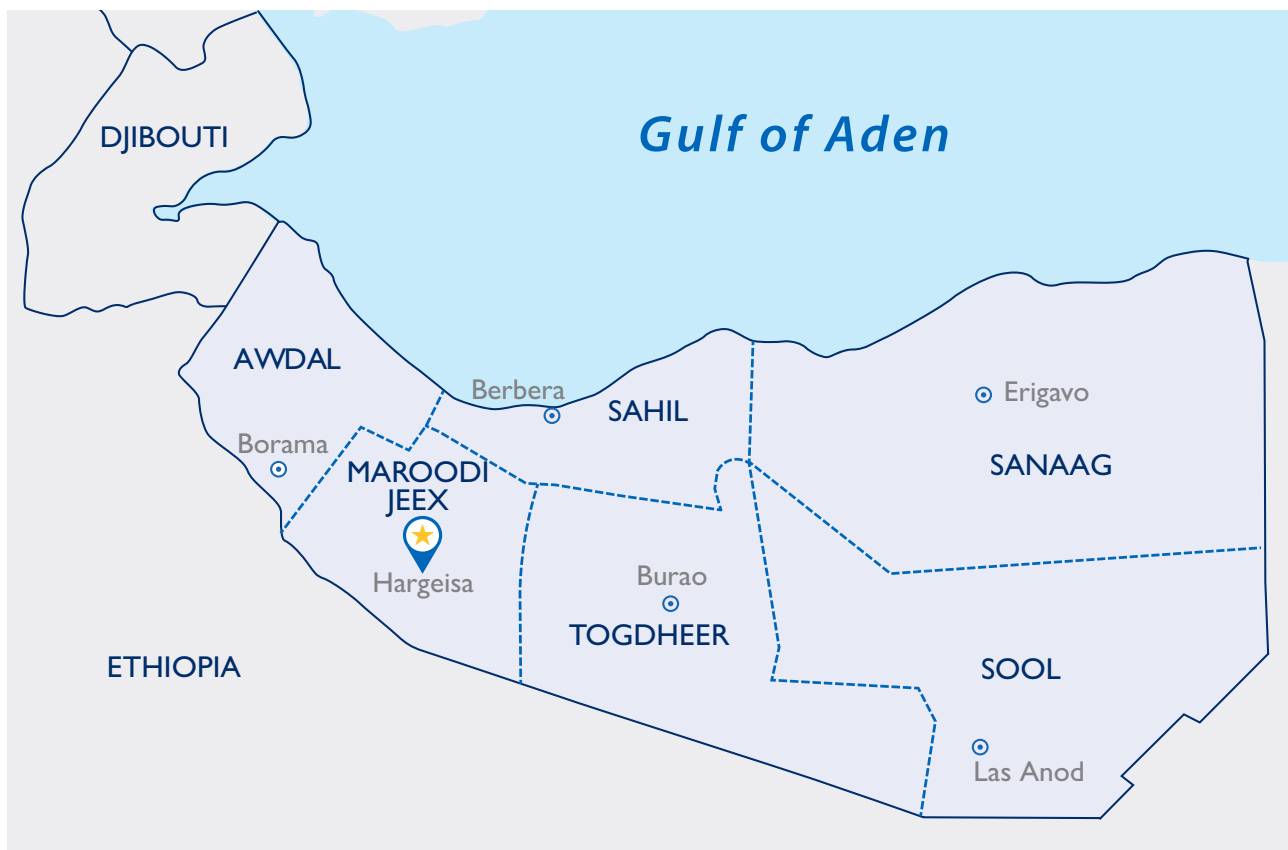 DJIBOUTI
Gulf of Aden
AWDAL
Berbera
SAHIL
Erigavo
Borama
MAROODI
JEEX
SANAAG
Hargeisa
Burao
TOGDHEER
ETHIOPIA
SOOL
Las Anod